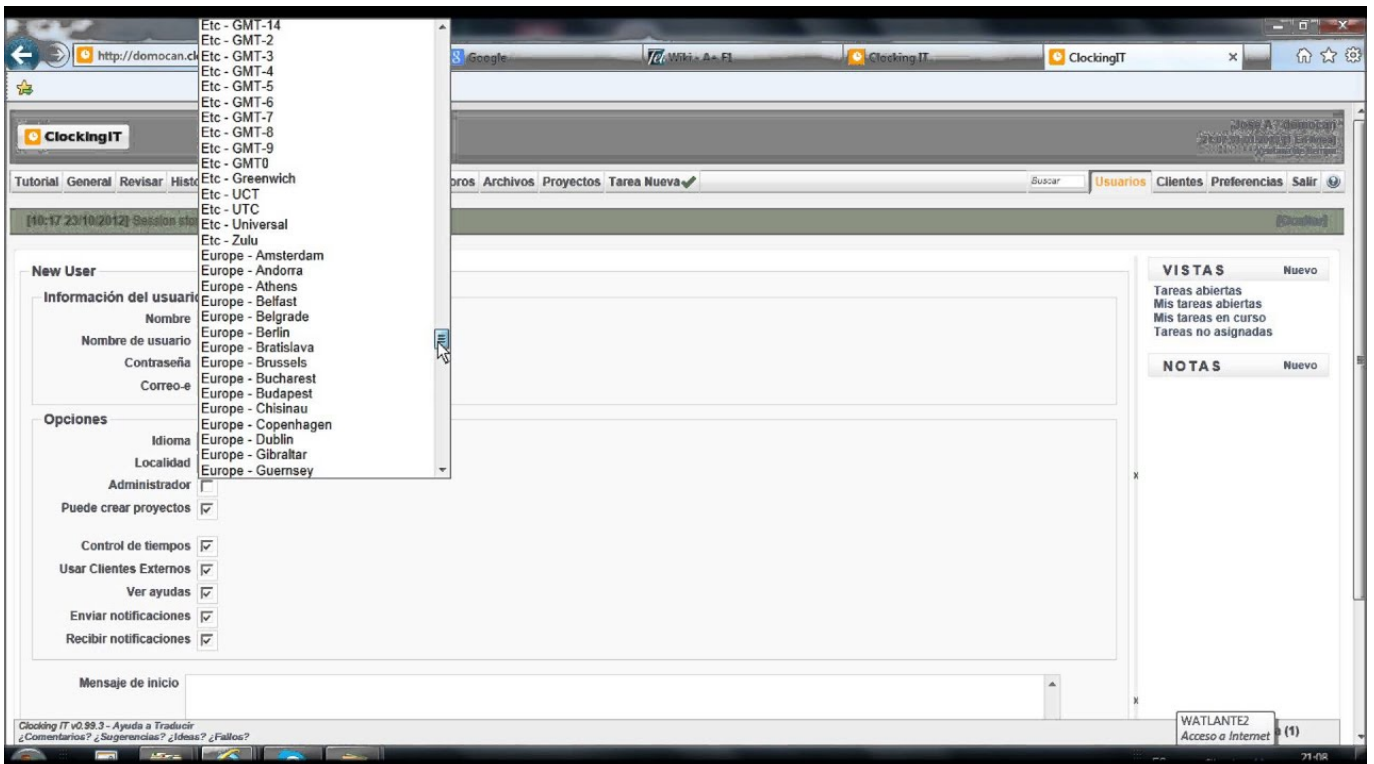 http://domocan.cl
Google
Wiki - A+ F1
Clocking IT
ClockingIT
ClockingIT
Tutorial General Revisar Histo
oros Archivos Proyectos Tarea Nueva
Buscar
Usuarios Clientes Preferencias Salir
[10:17 23/10/2012] Session sta
Etc - GMT-14
Etc - GMT-2
Etc - GMT-3
Etc - GMT-4
Etc - GMT-5
Etc - GMT-6
Etc - GMT-7
Etc - GMT-8
Etc - GMT-9
Etc - GMT0
Etc - Greenwich
Etc - UCT
Etc - UTC
Etc - Universal
Etc - Zulu
Europe - Amsterdam
Europe - Andorra
Europe - Athens
Europe - Belfast
Europe - Belgrade
Europe - Berlin
Europe - Bratislava
Europe - Brussels
Europe - Bucharest
Europe - Budapest
Europe - Chisinau
Europe - Copenhagen
Europe - Dublin
Europe - Gibraltar
Europe - Guernsey
New User
Información del usuario
Nombre
Nombre de usuario
Contraseña
Correo-e
Opciones
Idioma
Localidad
Administrador
Puede crear proyectos
Control de tiempos
Usar Clientes Externos
Ver ayudas
Enviar notificaciones
Recibir notificaciones
Mensaje de inicio
VISTAS Nuevo
Tareas abiertas
Mis tareas abiertas
Mis tareas en curso
Tareas no asignadas
NOTAS Nuevo
Clocking IT v0.99.3 - Ayuda a Traducir
¿Comentarios? ¿Sugerencias? ¿Ideas? ¿Fallos?
WATLANTE2
Acceso a Internet
(1)
21:08